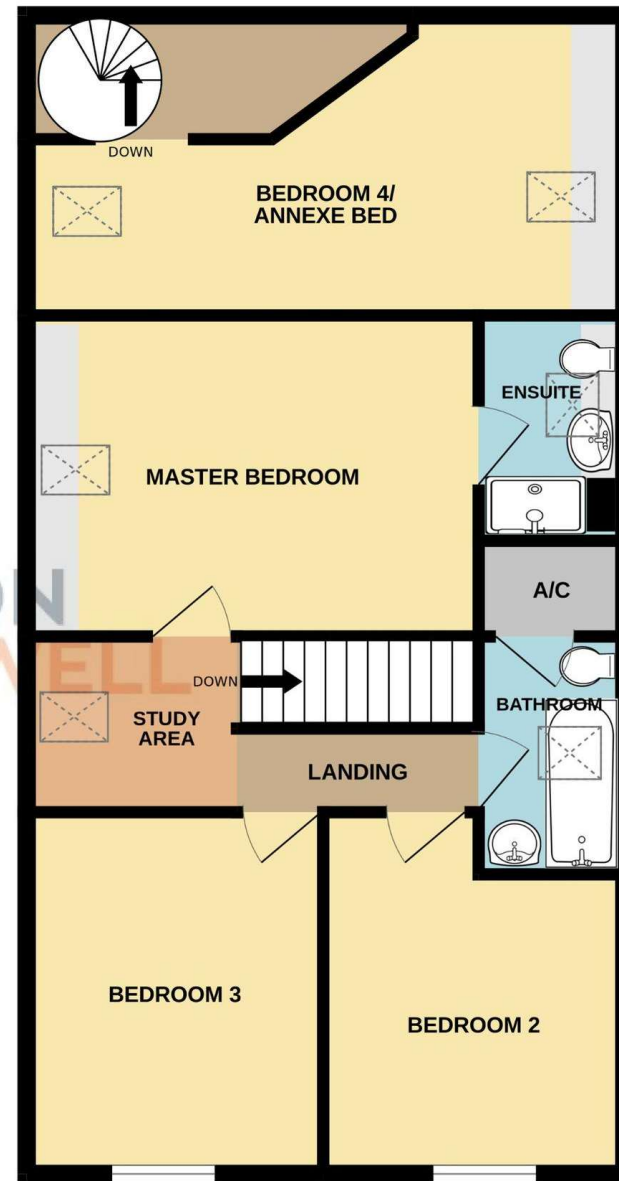 DOWN
BEDROOM 4/
ANNEXE BED
ENSUITE
MASTER BEDROOM
A/C
DOWN
BATHROOM
STUDY
AREA
LANDING
BEDROOM 3
BEDROOM 2